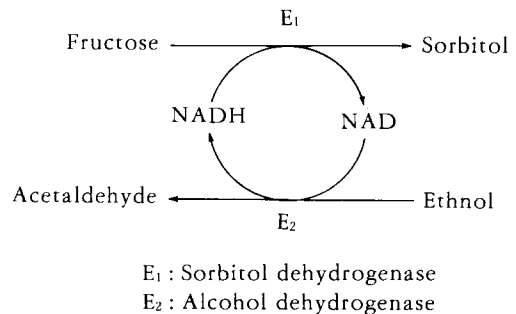 E₁
Fructose Sorbitol
NADH NAD
Acetaldehyde Ethnol
E₂
E₁ : Sorbitol dehydrogenase
E₂ : Alcohol dehydrogenase